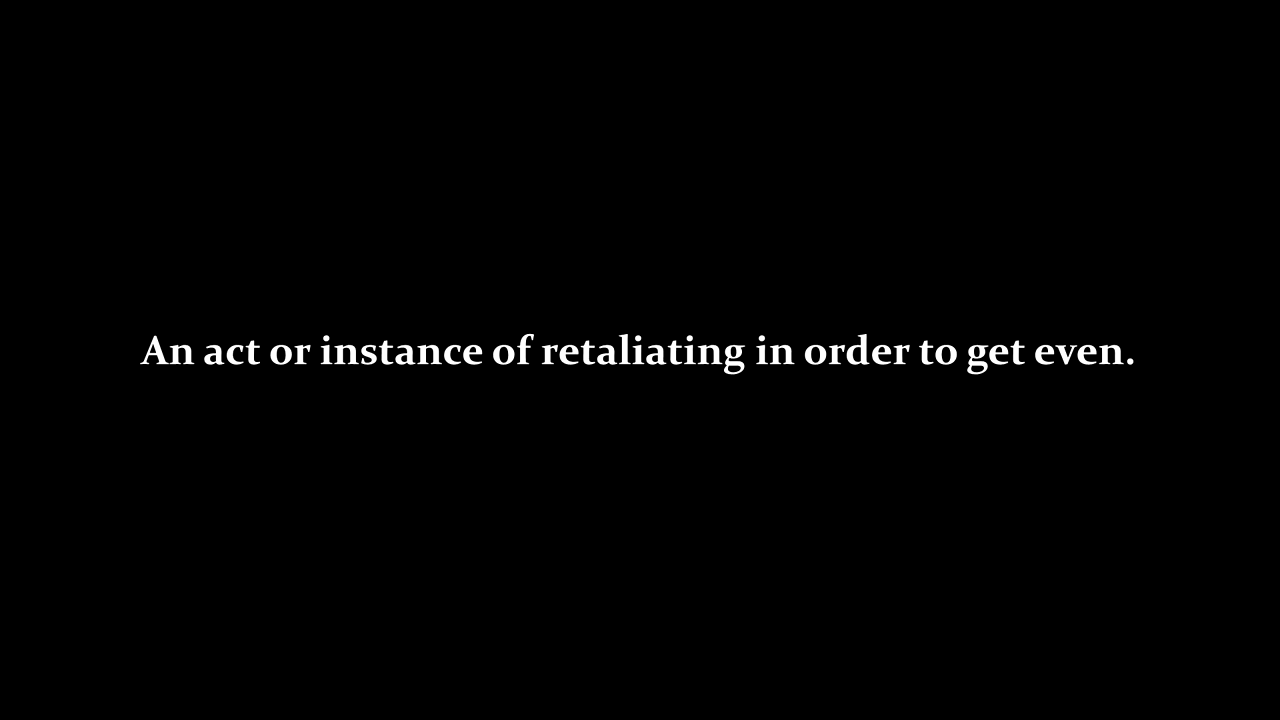 An act or instance of retaliating in order to get even.